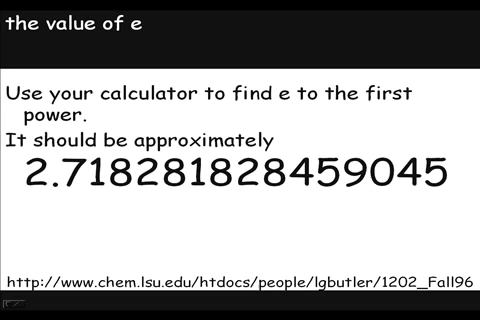 the value of e
Use your calculator to find e to the first
power.
It should be approximately
2.718281828459045
http://www.chem.lsu.edu/htdocs/people/lgbutler/1202_Fall96